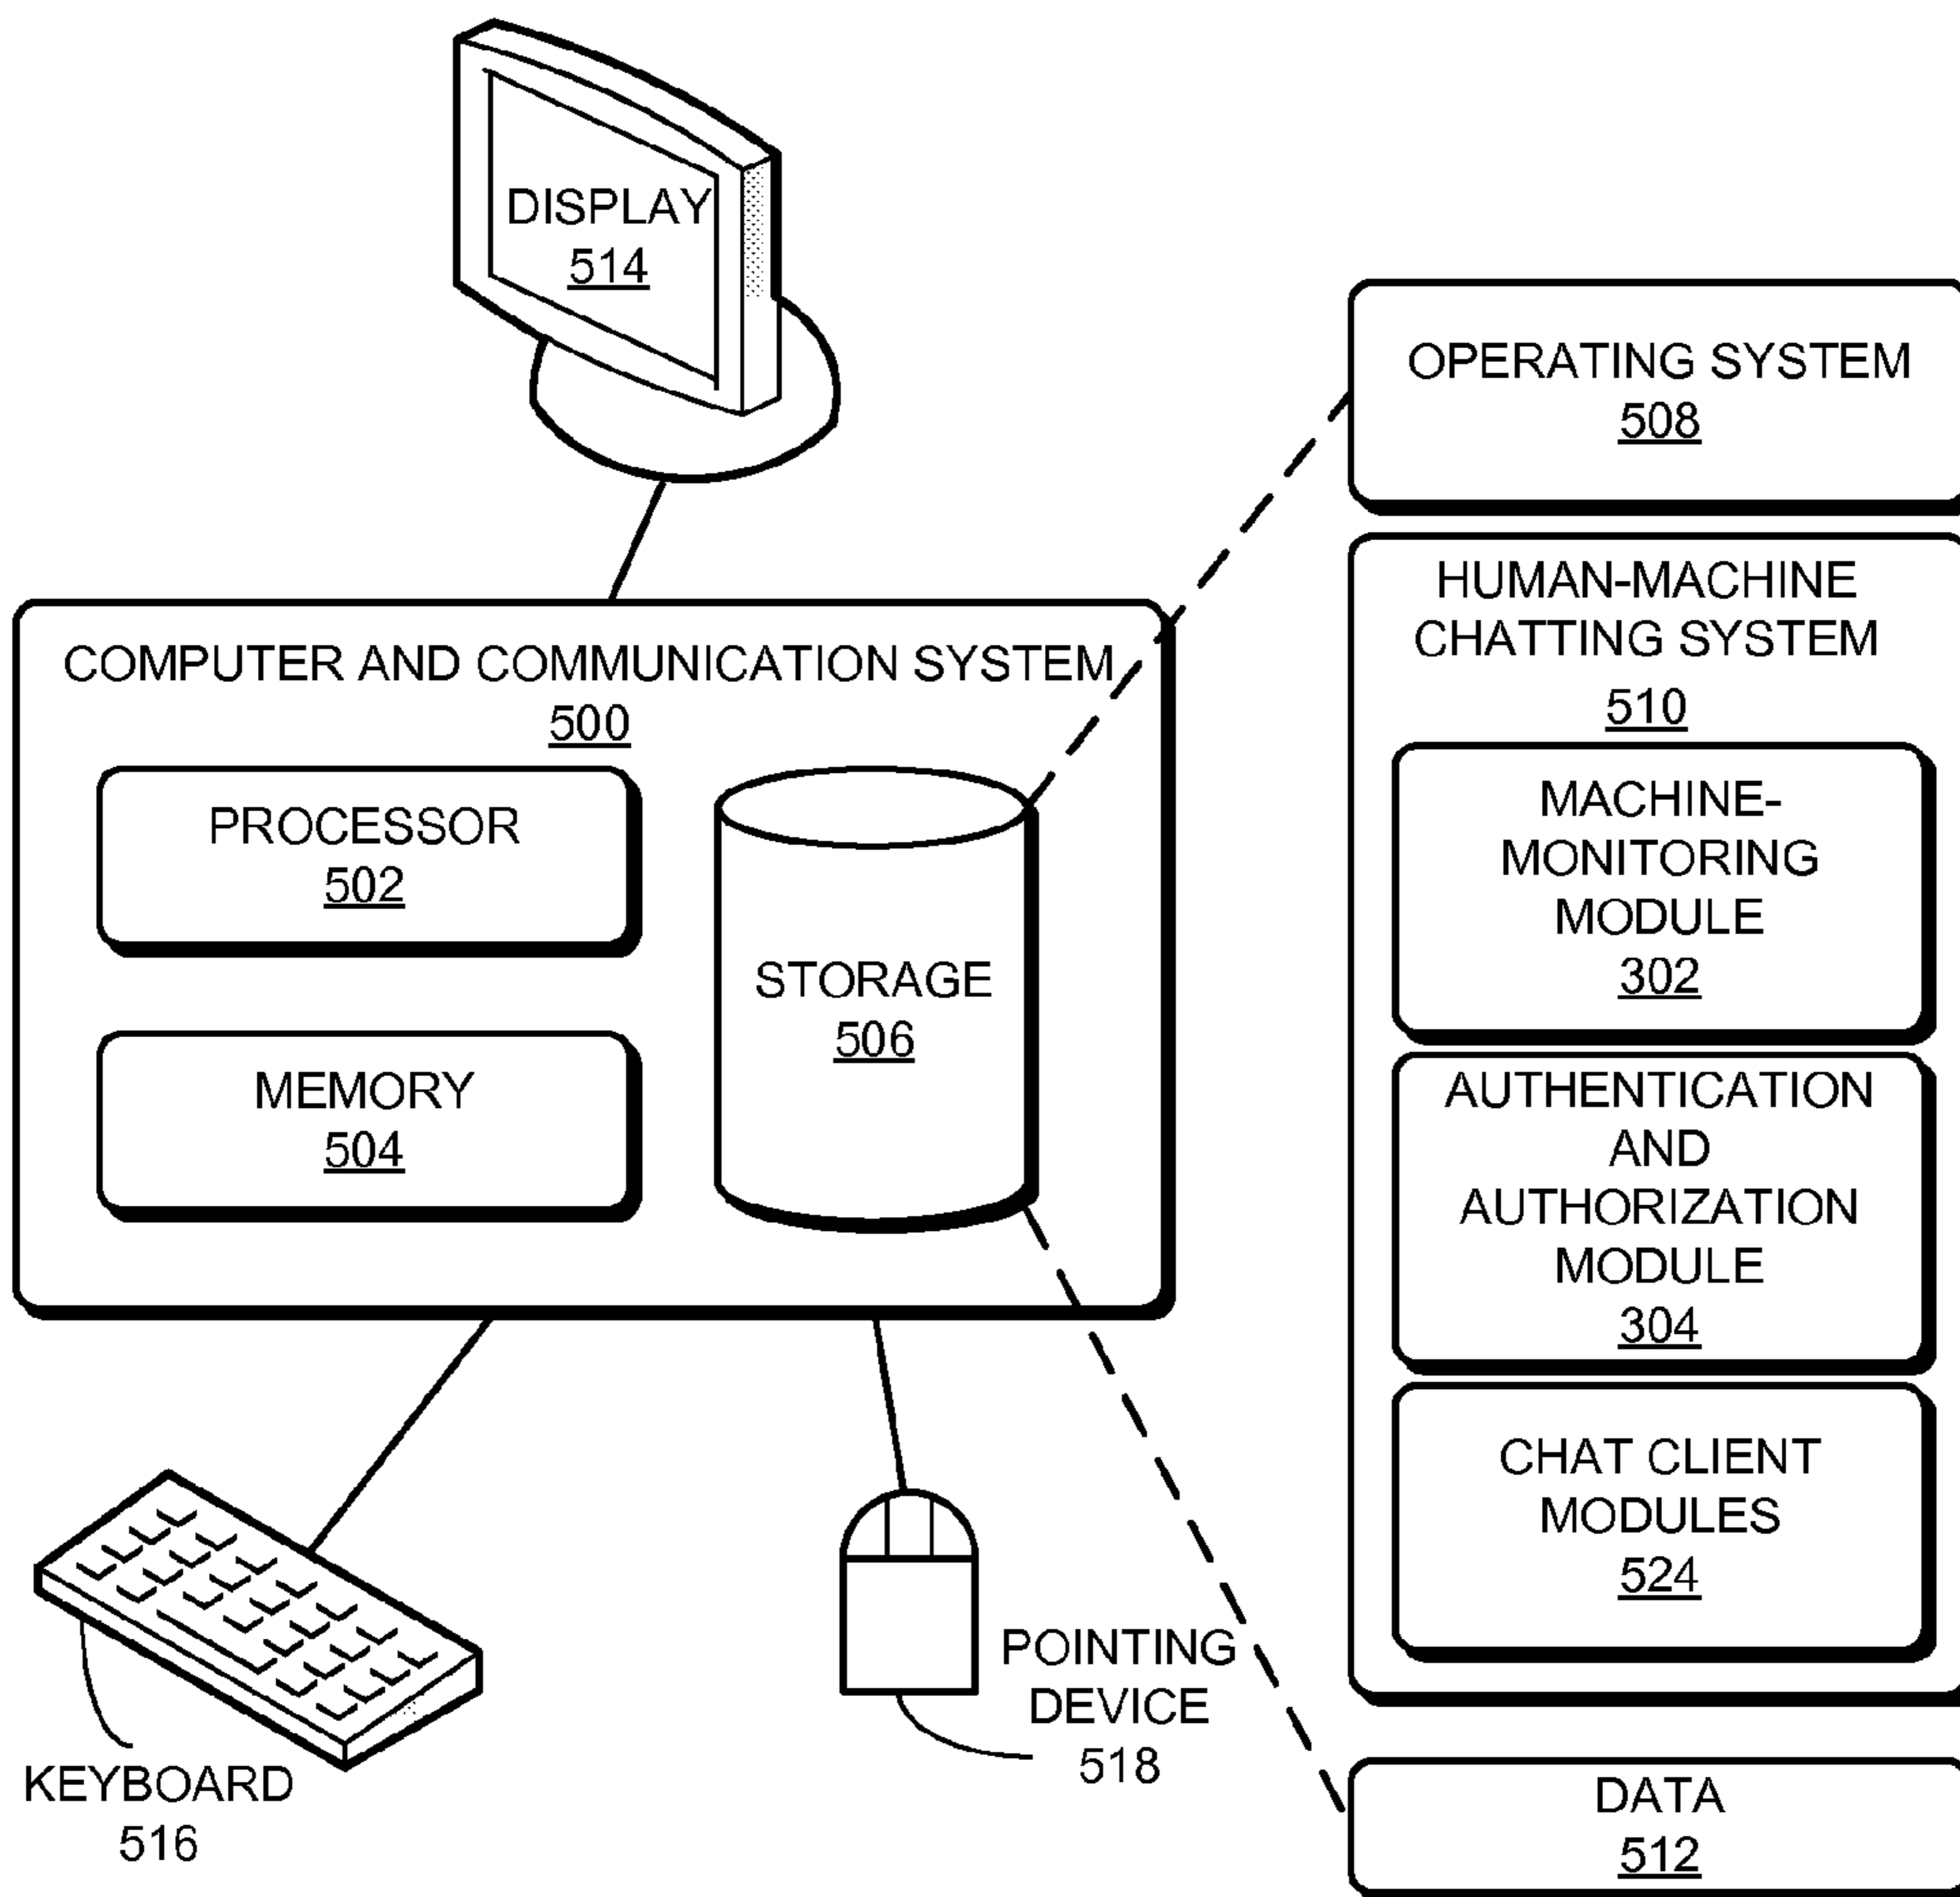 DISPLAY
514
COMPUTER AND COMMUNICATION SYSTEM
500
PROCESSOR
502
MEMORY
504
STORAGE
506
KEYBOARD
516
POINTING
DEVICE
518
OPERATING SYSTEM
508
HUMAN-MACHINE
CHATTING SYSTEM
510
MACHINE-
MONITORING
MODULE
302
AUTHENTICATION
AND
AUTHORIZATION
MODULE
304
CHAT CLIENT
MODULES
524
DATA
512